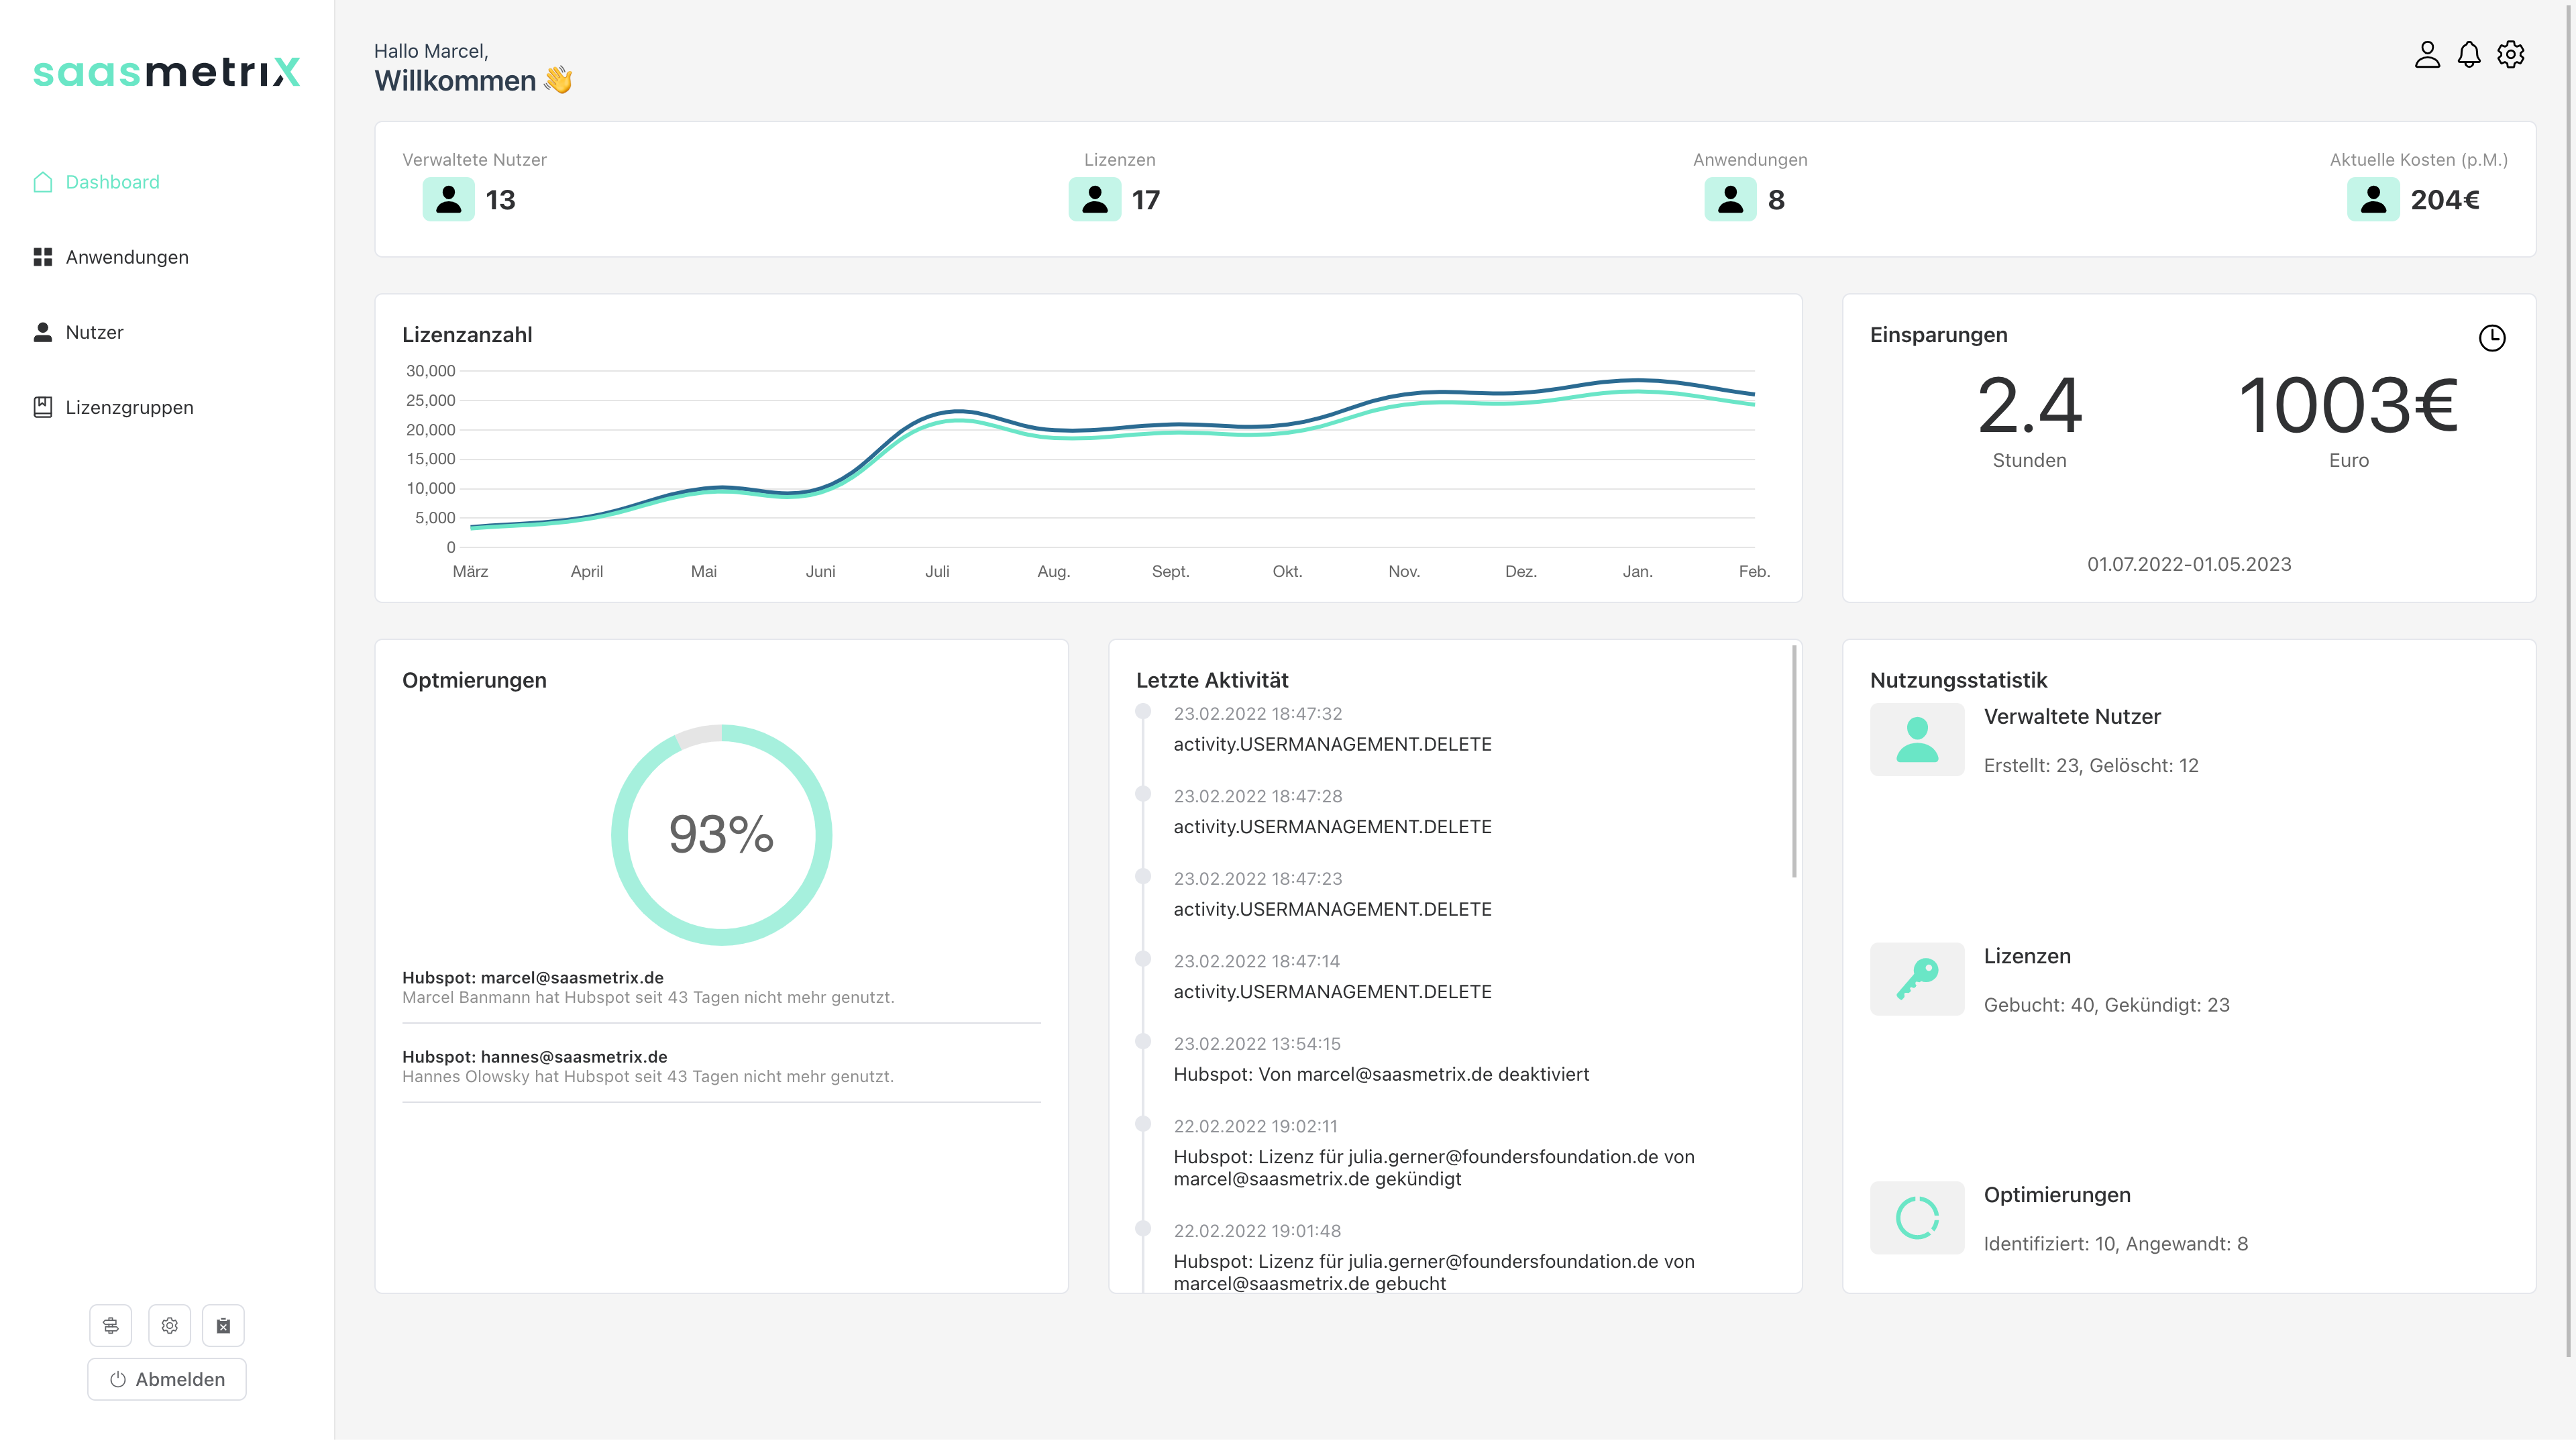 saasmetrix
Dashboard
Anwendungen
Nutzer
Lizenzgruppen
Abmelden
Hallo Marcel,
Willkommen 👋
Verwaltete Nutzer
13
Lizenzen
17
Anwendungen
8
Aktuelle Kosten (p.M.)
204€
Lizenzanzahl
30,000
25,000
20,000
15,000
10,000
5,000
0
März April Mai Juni Juli Aug. Sept. Okt. Nov. Dez. Jan. Feb.
Einsparungen
2.4
Stunden
1003€
Euro
01.07.2022-01.05.2023
Optmierungen
93%
Hubspot: marcel@saasmetrix.de
Marcel Banmann hat Hubspot seit 43 Tagen nicht mehr genutzt.
Hubspot: hannes@saasmetrix.de
Hannes Olowsky hat Hubspot seit 43 Tagen nicht mehr genutzt.
Letzte Aktivität
23.02.2022 18:47:32
activity.USERMANAGEMENT.DELETE
23.02.2022 18:47:28
activity.USERMANAGEMENT.DELETE
23.02.2022 18:47:23
activity.USERMANAGEMENT.DELETE
23.02.2022 18:47:14
activity.USERMANAGEMENT.DELETE
23.02.2022 13:54:15
Hubspot: Von marcel@saasmetrix.de deaktiviert
22.02.2022 19:02:11
Hubspot: Lizenz für julia.gerner@foundersfoundation.de von
marcel@saasmetrix.de gekündigt
22.02.2022 19:01:48
Hubspot: Lizenz für julia.gerner@foundersfoundation.de von
marcel@saasmetrix.de gebucht
Nutzungsstatistik
Verwaltete Nutzer
Erstellt: 23, Gelöscht: 12
Lizenzen
Gebucht: 40, Gekündigt: 23
Optimierungen
Identifiziert: 10, Angewandt: 8